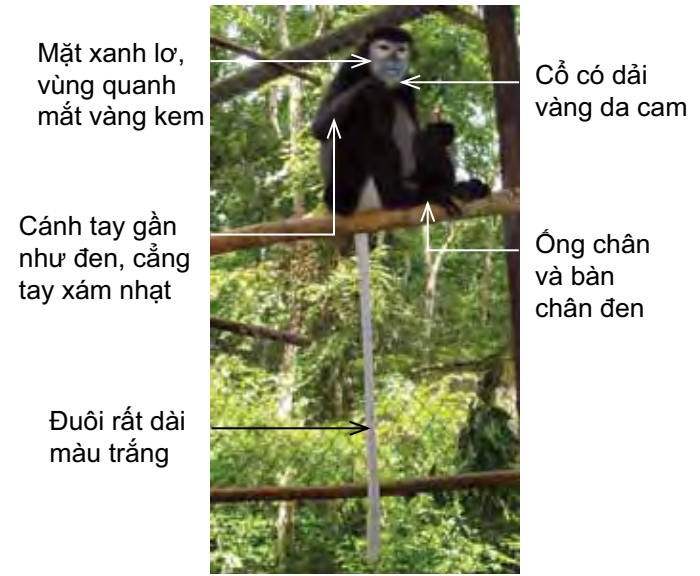 Mặt xanh lơ,
vùng quanh
mắt vàng kem
Cổ có dải
vàng da cam
Cánh tay gần
như đen, cẳng
tay xám nhạt
Ống chân
và bàn
chân đen
Đuôi rất dài
màu trắng